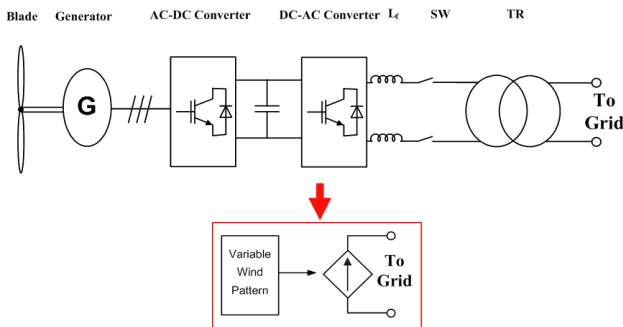 Blade Generator AC-DC Converter DC-AC Converter Lf SW TR
G
To
Grid
Variable
Wind
Pattern
To
Grid